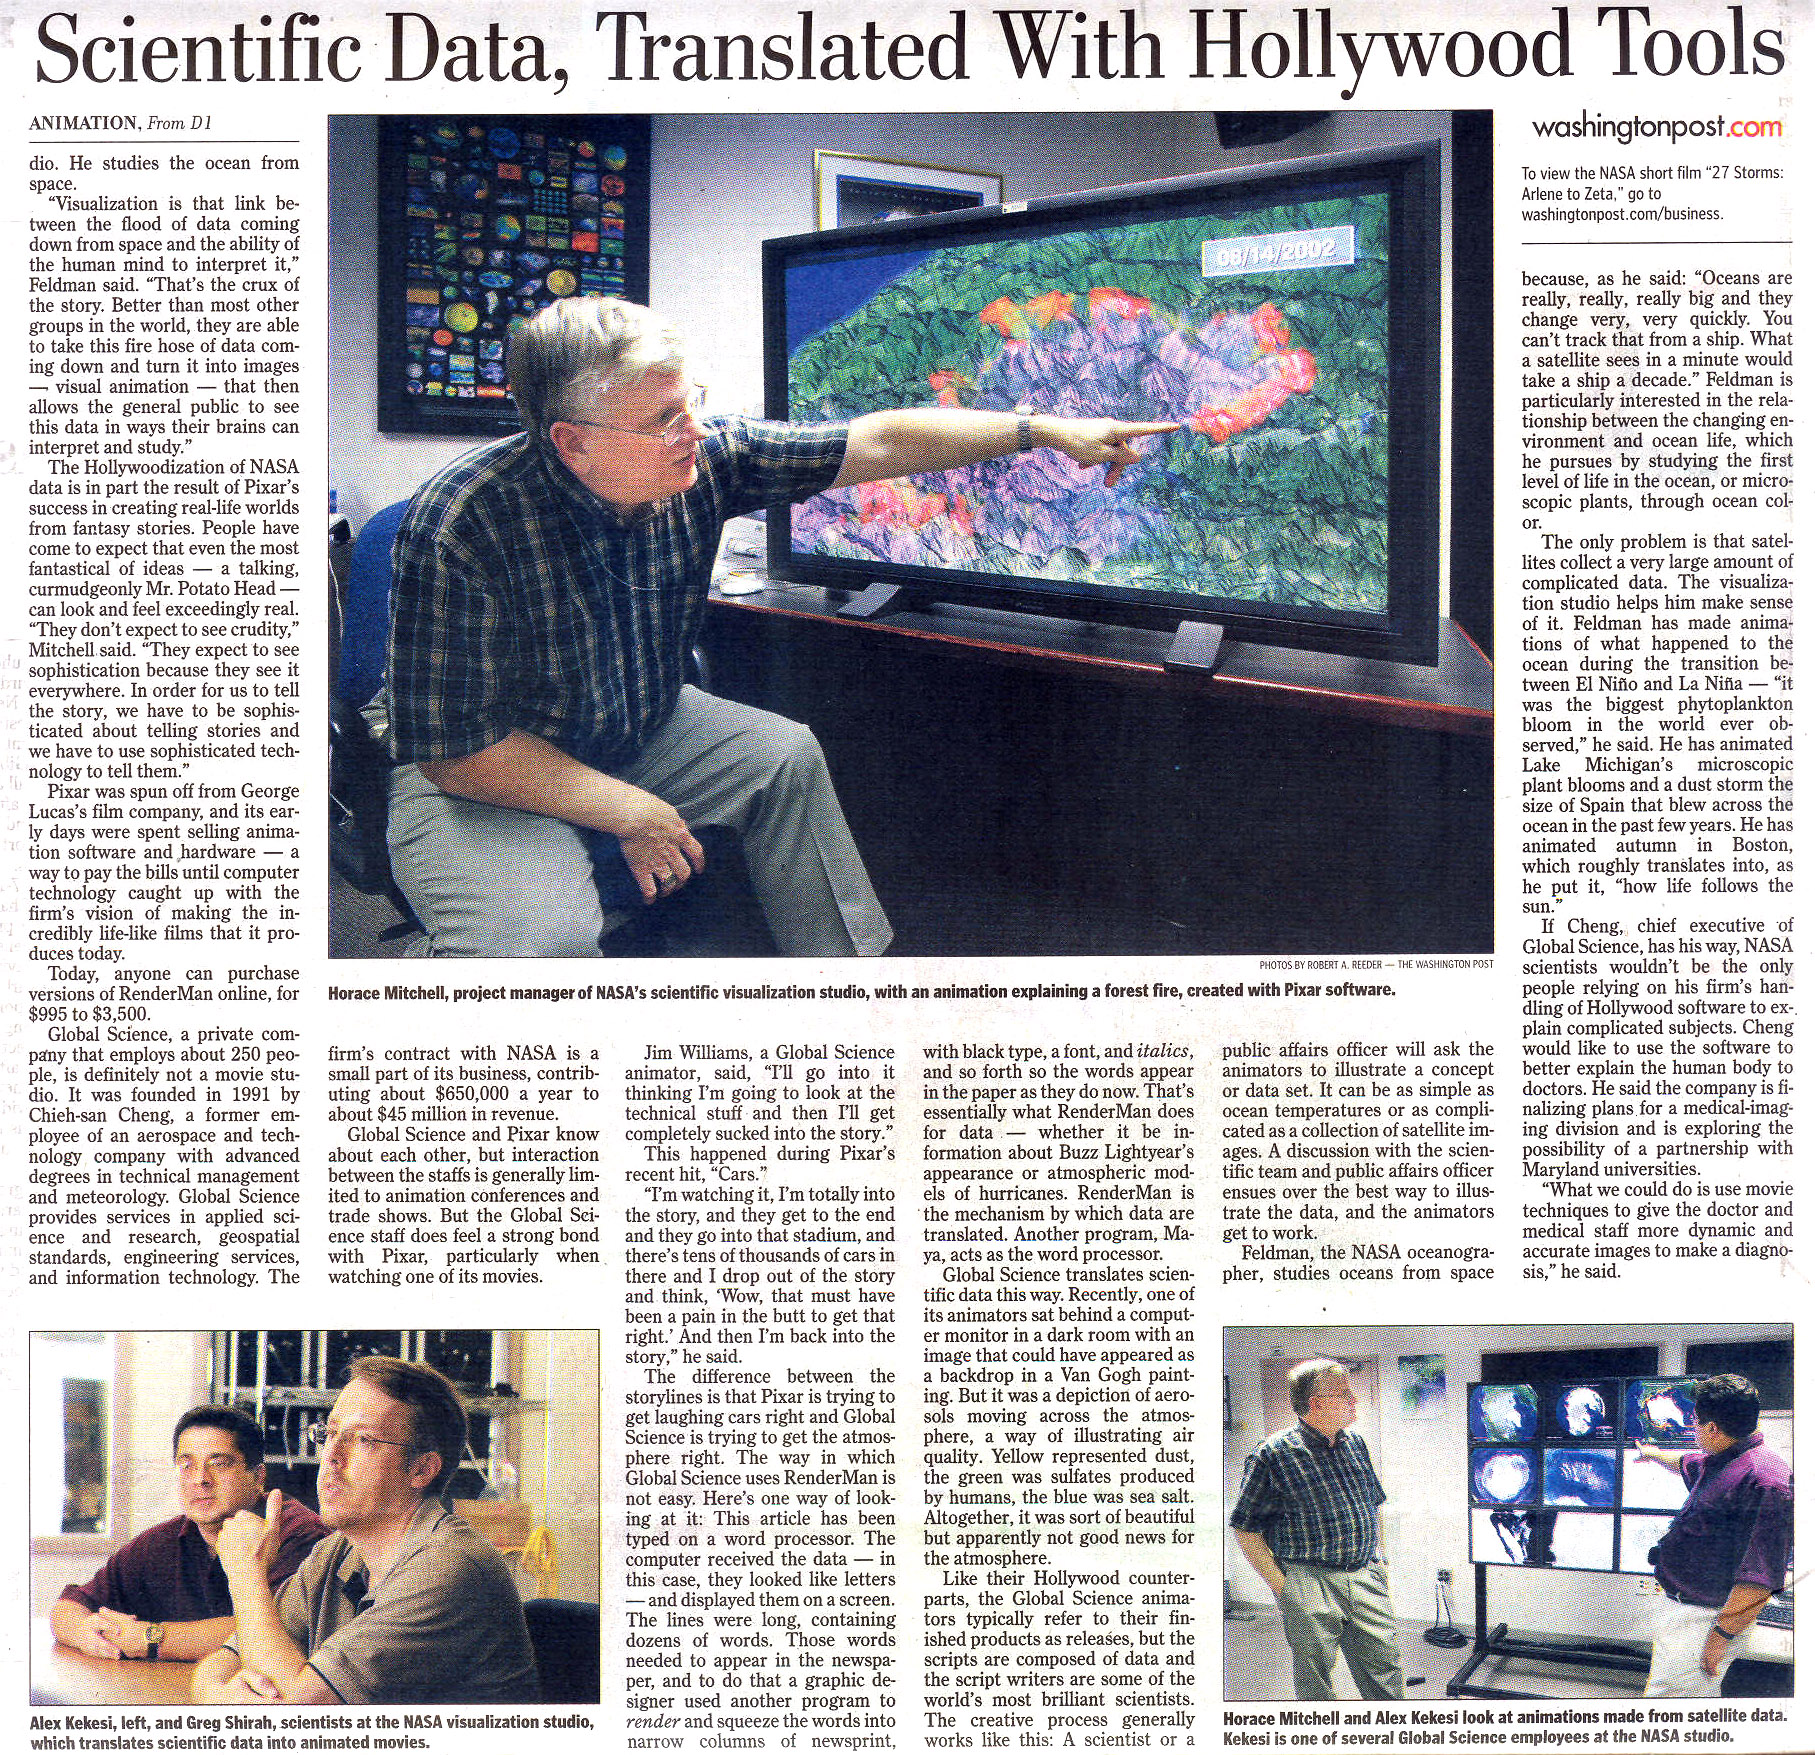 Scientific Data, Translated With Hollywood Tools
ANIMATION, From D1
dio. He studies the ocean from
space.
“Visualization is that link be-
tween the flood of data coming
down from space and the ability of
the human mind to interpret it,”
Feldman said. “That's the crux of
the story. Better than most other
groups in the world, they are able
to take this fire hose of data com-
ing down and turn it into images
— visual animation — that then
allows the general public to see
this data in ways their brains can
interpret and study.”
The Hollywoodization of NASA
data is in part the result of Pixar's
success in creating real-life worlds
from fantasy stories. People have
come to expect that even the most
fantastical of ideas — a talking,
curmudgeonly Mr. Potato Head —
can look and feel exceedingly real.
“They don't expect to see crudity,”
Mitchell said. “They expect to see
sophistication because they see it
everywhere. In order for us to tell
the story, we have to be sophis-
ticated about telling stories and
we have to use sophisticated tech-
nology to tell them.”
Pixar was spun off from George
Lucas's film company, and its ear-
ly days were spent selling anima-
tion software and hardware — a
way to pay the bills until computer
technology caught up with the
firm's vision of making the in-
credibly life-like films that it pro-
duces today.
Today, anyone can purchase
versions of RenderMan online, for
$995 to $3,500.
Global Science, a private com-
pany that employs about 250 peo-
ple, is definitely not a movie stu-
dio. It was founded in 1991 by
Chieh-san Cheng, a former em-
ployee of an aerospace and tech-
nology company with advanced
degrees in technical management
and meteorology. Global Science
provides services in applied sci-
ence and research, geospatial
standards, engineering services,
and information technology. The
08/14/2002
PHOTOS BY ROBERT A. REEDER — THE WASHINGTON POST
Horace Mitchell, project manager of NASA's scientific visualization studio, with an animation explaining a forest fire, created with Pixar software.
firm's contract with NASA is a
small part of its business, contrib-
uting about $650,000 a year to
about $45 million in revenue.
Global Science and Pixar know
about each other, but interaction
between the staffs is generally lim-
ited to animation conferences and
trade shows. But the Global Sci-
ence staff does feel a strong bond
with Pixar, particularly when
watching one of its movies.
Jim Williams, a Global Science
animator, said, “I'll go into it
thinking I'm going to look at the
technical stuff and then I'll get
completely sucked into the story.”
This happened during Pixar's
recent hit, “Cars.”
“I'm watching it, I'm totally into
the story, and they get to the end
and they go into that stadium, and
there's tens of thousands of cars in
there and I drop out of the story
and think, ‘Wow, that must have
been a pain in the butt to get that
right.’ And then I'm back into the
story,” he said.
The difference between the
storylines is that Pixar is trying to
get laughing cars right and Global
Science is trying to get the atmos-
phere right. The way in which
Global Science uses RenderMan is
not easy. Here's one way of look-
ing at it: This article has been
typed on a word processor. The
computer received the data — in
this case, they looked like letters
— and displayed them on a screen.
The lines were long, containing
dozens of words. Those words
needed to appear in the newspa-
per, and to do that a graphic de-
signer used another program to
render and squeeze the words into
narrow columns of newsprint,
with black type, a font, and italics,
and so forth so the words appear
in the paper as they do now. That's
essentially what RenderMan does
for data — whether it be in-
formation about Buzz Lightyear's
appearance or atmospheric mod-
els of hurricanes. RenderMan is
the mechanism by which data are
translated. Another program, Ma-
ya, acts as the word processor.
Global Science translates scien-
tific data this way. Recently, one of
its animators sat behind a comput-
er monitor in a dark room with an
image that could have appeared as
a backdrop in a Van Gogh paint-
ing. But it was a depiction of aero-
sols moving across the atmos-
phere, a way of illustrating air
quality. Yellow represented dust,
the green was sulfates produced
by humans, the blue was sea salt.
Altogether, it was sort of beautiful
but apparently not good news for
the atmosphere.
Like their Hollywood counter-
parts, the Global Science anima-
tors typically refer to their fin-
ished products as releases, but the
scripts are composed of data and
the script writers are some of the
world's most brilliant scientists.
The creative process generally
works like this: A scientist or a
public affairs officer will ask the
animators to illustrate a concept
or data set. It can be as simple as
ocean temperatures or as compli-
cated as a collection of satellite im-
ages. A discussion with the scien-
tific team and public affairs officer
ensues over the best way to illus-
trate the data, and the animators
get to work.
Feldman, the NASA oceanogra-
pher, studies oceans from space
washingtonpost.com
To view the NASA short film “27 Storms:
Arlene to Zeta,” go to
washingtonpost.com/business.
because, as he said: “Oceans are
really, really, really big and they
change very, very quickly. You
can't track that from a ship. What
a satellite sees in a minute would
take a ship a decade.” Feldman is
particularly interested in the rela-
tionship between the changing en-
vironment and ocean life, which
he pursues by studying the first
level of life in the ocean, or micro-
scopic plants, through ocean col-
or.
The only problem is that satel-
lites collect a very large amount of
complicated data. The visualiza-
tion studio helps him make sense
of it. Feldman has made anima-
tions of what happened to the
ocean during the transition be-
tween El Niño and La Niña — “it
was the biggest phytoplankton
bloom in the world ever ob-
served,” he said. He has animated
Lake Michigan's microscopic
plant blooms and a dust storm the
size of Spain that blew across the
ocean in the past few years. He has
animated autumn in Boston,
which roughly translates into, as
he put it, “how life follows the
sun.”
If Cheng, chief executive of
Global Science, has his way, NASA
scientists wouldn't be the only
people relying on his firm's han-
dling of Hollywood software to ex-
plain complicated subjects. Cheng
would like to use the software to
better explain the human body to
doctors. He said the company is fi-
nalizing plans for a medical-imag-
ing division and is exploring the
possibility of a partnership with
Maryland universities.
“What we could do is use movie
techniques to give the doctor and
medical staff more dynamic and
accurate images to make a diagno-
sis,” he said.
Alex Kekesi, left, and Greg Shirah, scientists at the NASA visualization studio,
which translates scientific data into animated movies.
Horace Mitchell and Alex Kekesi look at animations made from satellite data.
Kekesi is one of several Global Science employees at the NASA studio.